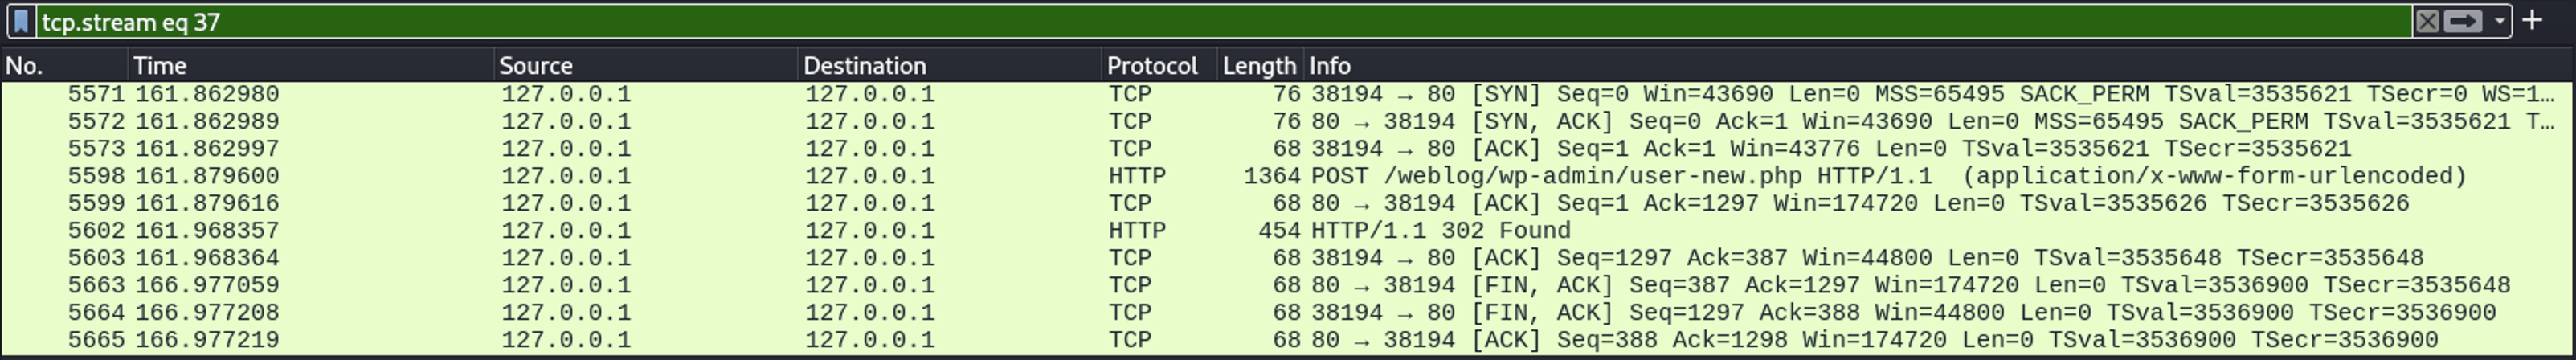 tcp.stream eq 37
No. Time Source Destination Protocol Length Info
5571 161.862980 127.0.0.1 127.0.0.1 TCP 76 38194 → 80 [SYN] Seq=0 Win=43690 Len=0 MSS=65495 SACK_PERM TSval=3535621 TSecr=0 WS=1…
5572 161.862989 127.0.0.1 127.0.0.1 TCP 76 80 → 38194 [SYN, ACK] Seq=0 Ack=1 Win=43690 Len=0 MSS=65495 SACK_PERM TSval=3535621 T…
5573 161.862997 127.0.0.1 127.0.0.1 TCP 68 38194 → 80 [ACK] Seq=1 Ack=1 Win=43776 Len=0 TSval=3535621 TSecr=3535621
5598 161.879600 127.0.0.1 127.0.0.1 HTTP 1364 POST /weblog/wp-admin/user-new.php HTTP/1.1  (application/x-www-form-urlencoded)
5599 161.879616 127.0.0.1 127.0.0.1 TCP 68 80 → 38194 [ACK] Seq=1 Ack=1297 Win=174720 Len=0 TSval=3535626 TSecr=3535626
5602 161.968357 127.0.0.1 127.0.0.1 HTTP 454 HTTP/1.1 302 Found
5603 161.968364 127.0.0.1 127.0.0.1 TCP 68 38194 → 80 [ACK] Seq=1297 Ack=387 Win=44800 Len=0 TSval=3535648 TSecr=3535648
5663 166.977059 127.0.0.1 127.0.0.1 TCP 68 80 → 38194 [FIN, ACK] Seq=387 Ack=1297 Win=174720 Len=0 TSval=3536900 TSecr=3535648
5664 166.977208 127.0.0.1 127.0.0.1 TCP 68 38194 → 80 [FIN, ACK] Seq=1297 Ack=388 Win=44800 Len=0 TSval=3536900 TSecr=3536900
5665 166.977219 127.0.0.1 127.0.0.1 TCP 68 80 → 38194 [ACK] Seq=388 Ack=1298 Win=174720 Len=0 TSval=3536900 TSecr=3536900